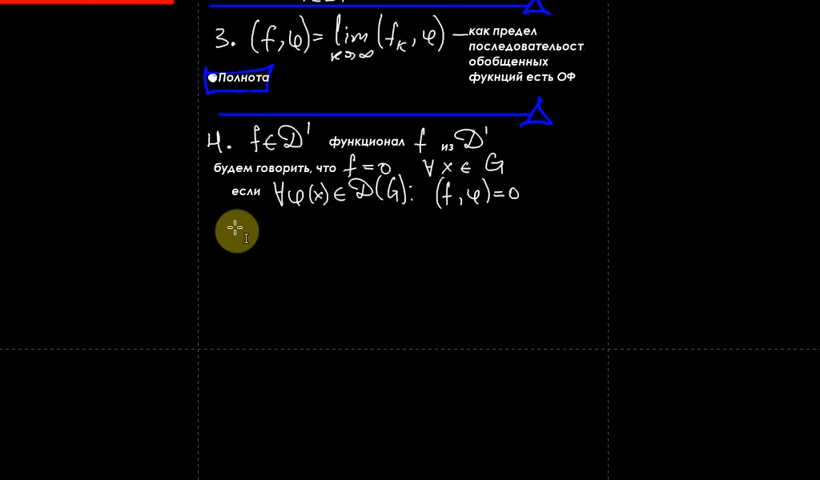 3. (f, φ) = lim (f_k, φ) — как предел
k→∞
последовательост
обобщенных
фукнций есть ОФ
Полнота
4. f ∈ D' функционал f из D'
будем говорить, что f = 0 ∀ x ∈ G
если ∀φ(x) ∈ D(G): (f, φ) = 0